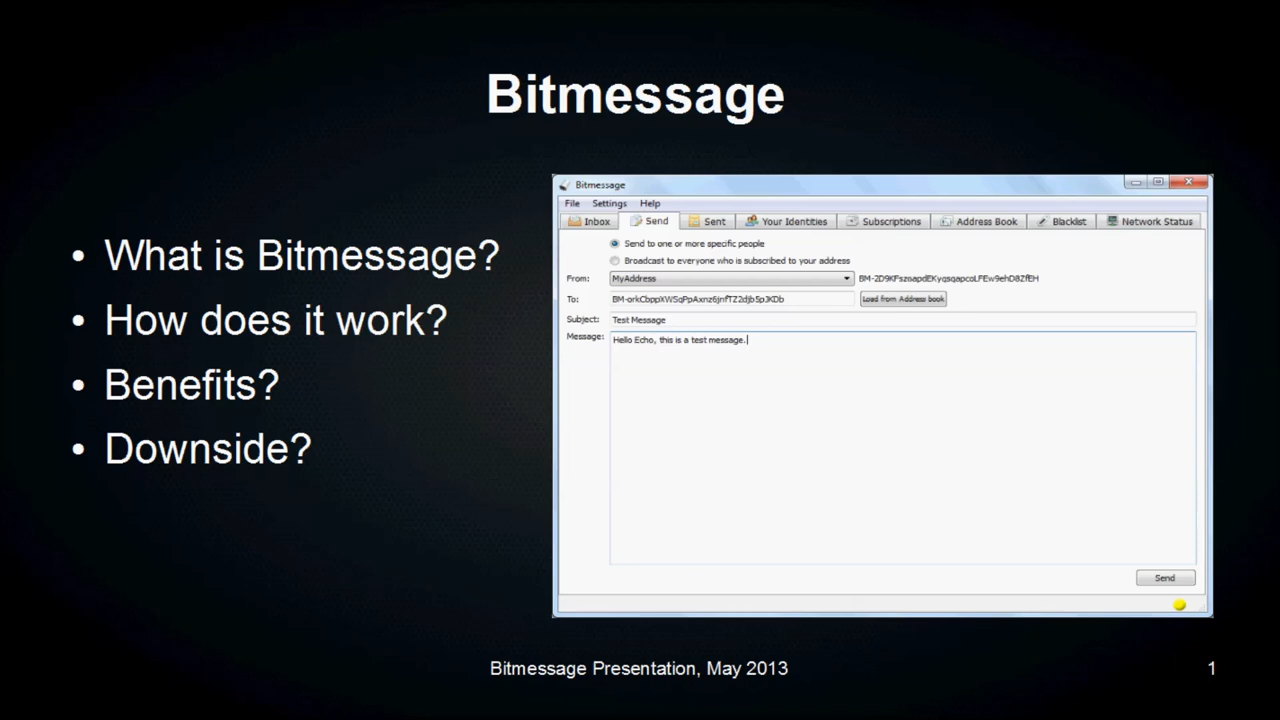 Bitmessage
• What is Bitmessage?
• How does it work?
• Benefits?
• Downside?
Bitmessage
File Settings Help
Inbox Send Sent Your Identities Subscriptions Address Book Blacklist Network Status
Send to one or more specific people
Broadcast to everyone who is subscribed to your address
From: MyAddress
To: Load from Address book
Subject: Test Message
Message: Hello Echo, this is a test message.
Send
Bitmessage Presentation, May 2013
1